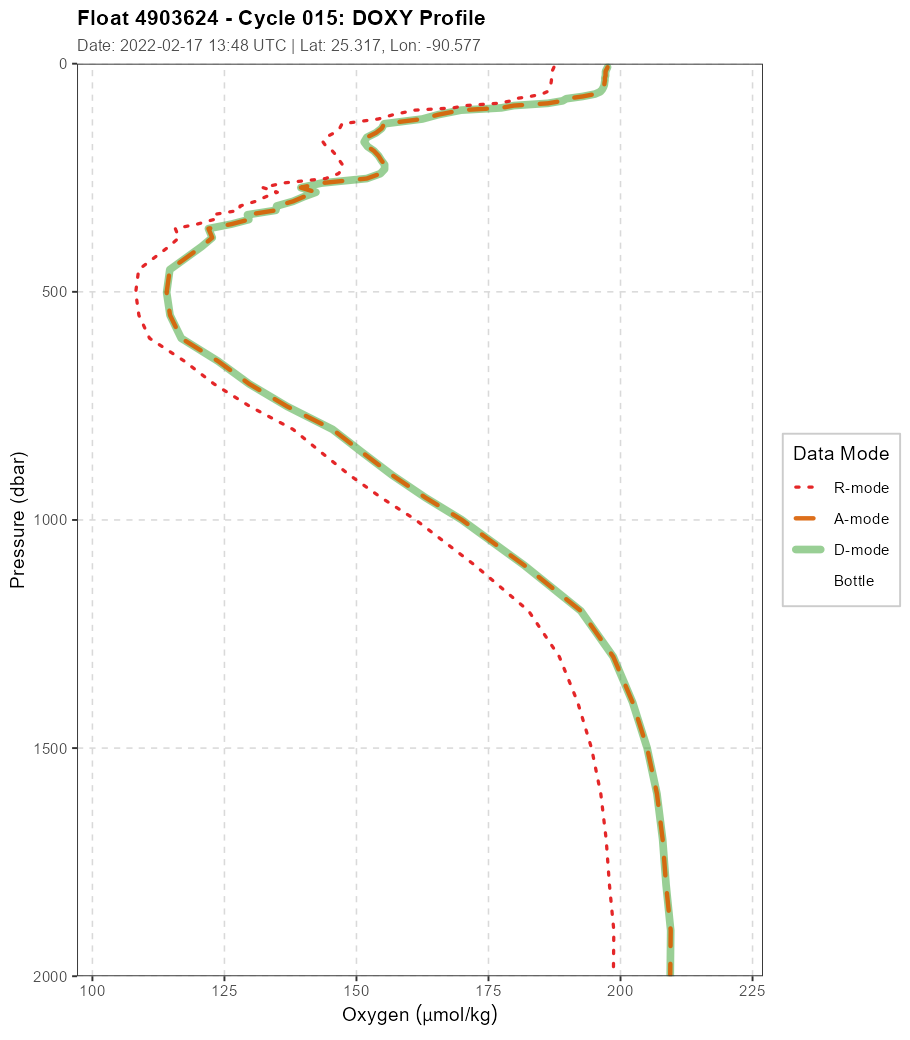 Float 4903624 - Cycle 015: DOXY Profile
Date: 2022-02-17 13:48 UTC | Lat: 25.317, Lon: -90.577
0
500
1000
1500
2000
Pressure (dbar)
100 125 150 175 200 225
Oxygen (μmol/kg)
Data Mode
R-mode
A-mode
D-mode
Bottle